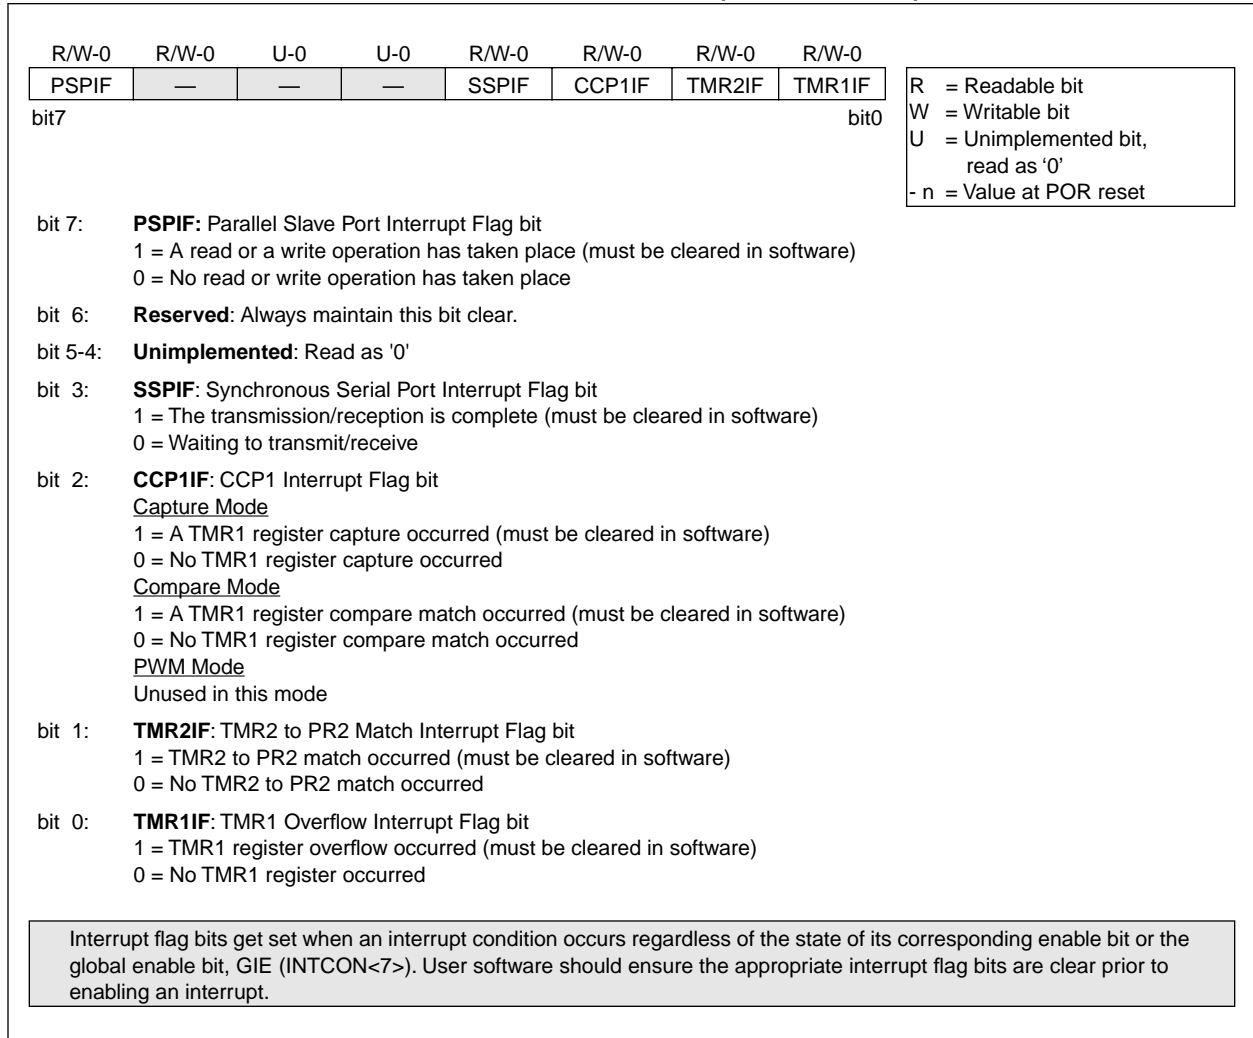 R/W-0 R/W-0 U-0 U-0 R/W-0 R/W-0 R/W-0 R/W-0
PSPIF — — — SSPIF CCP1IF TMR2IF TMR1IF
bit7 bit0
R = Readable bit
W = Writable bit
U = Unimplemented bit,
read as ‘0’
- n = Value at POR reset
bit 7: PSPIF: Parallel Slave Port Interrupt Flag bit
1 = A read or a write operation has taken place (must be cleared in software)
0 = No read or write operation has taken place
bit 6: Reserved: Always maintain this bit clear.
bit 5-4: Unimplemented: Read as '0'
bit 3: SSPIF: Synchronous Serial Port Interrupt Flag bit
1 = The transmission/reception is complete (must be cleared in software)
0 = Waiting to transmit/receive
bit 2: CCP1IF: CCP1 Interrupt Flag bit
Capture Mode
1 = A TMR1 register capture occurred (must be cleared in software)
0 = No TMR1 register capture occurred
Compare Mode
1 = A TMR1 register compare match occurred (must be cleared in software)
0 = No TMR1 register compare match occurred
PWM Mode
Unused in this mode
bit 1: TMR2IF: TMR2 to PR2 Match Interrupt Flag bit
1 = TMR2 to PR2 match occurred (must be cleared in software)
0 = No TMR2 to PR2 match occurred
bit 0: TMR1IF: TMR1 Overflow Interrupt Flag bit
1 = TMR1 register overflow occurred (must be cleared in software)
0 = No TMR1 register occurred
Interrupt flag bits get set when an interrupt condition occurs regardless of the state of its corresponding enable bit or the
global enable bit, GIE (INTCON<7>). User software should ensure the appropriate interrupt flag bits are clear prior to
enabling an interrupt.